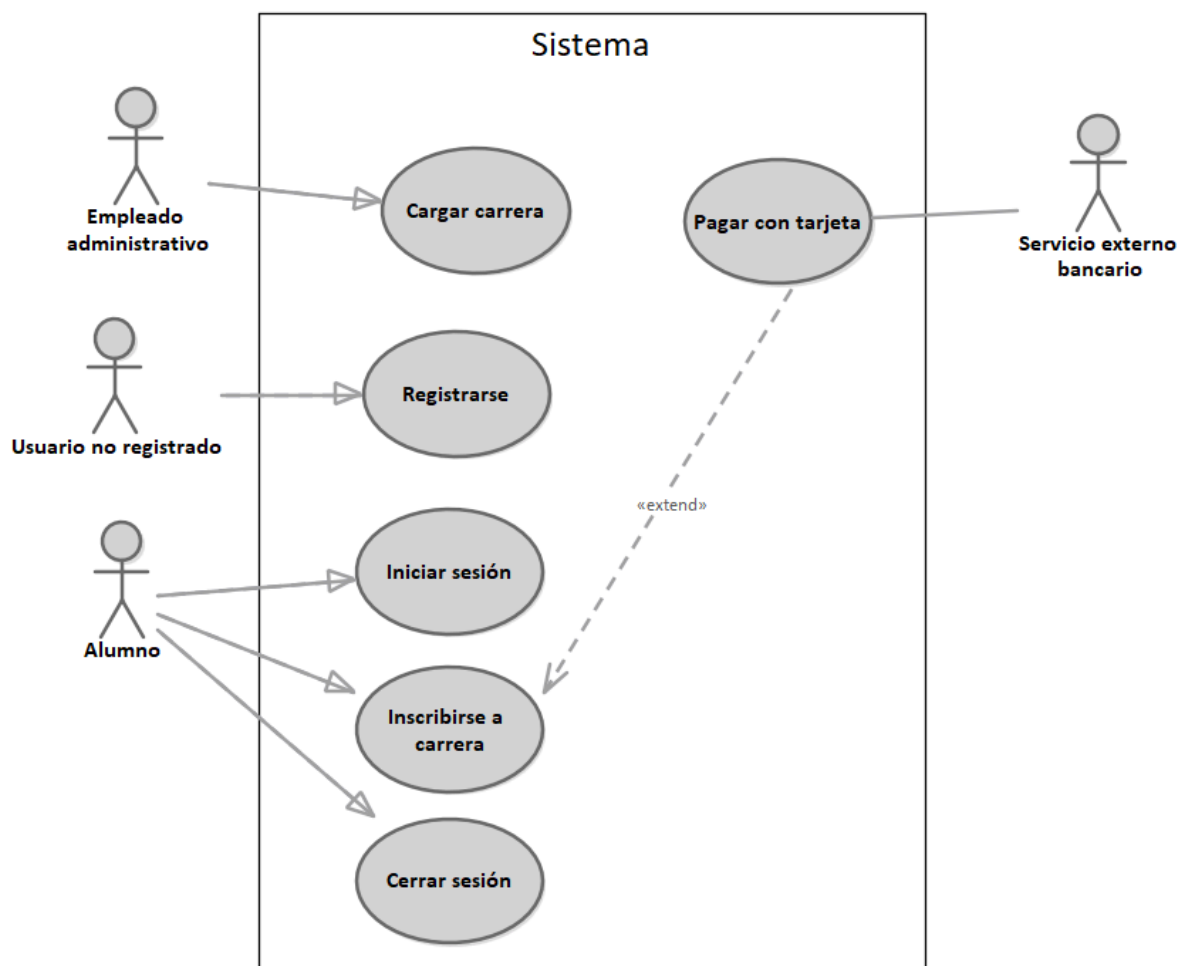 Sistema
Empleado
administrativo
Cargar carrera
Pagar con tarjeta
Servicio externo
bancario
Registrarse
Usuario no registrado
«extend»
Iniciar sesión
Alumno
Inscribirse a
carrera
Cerrar sesión